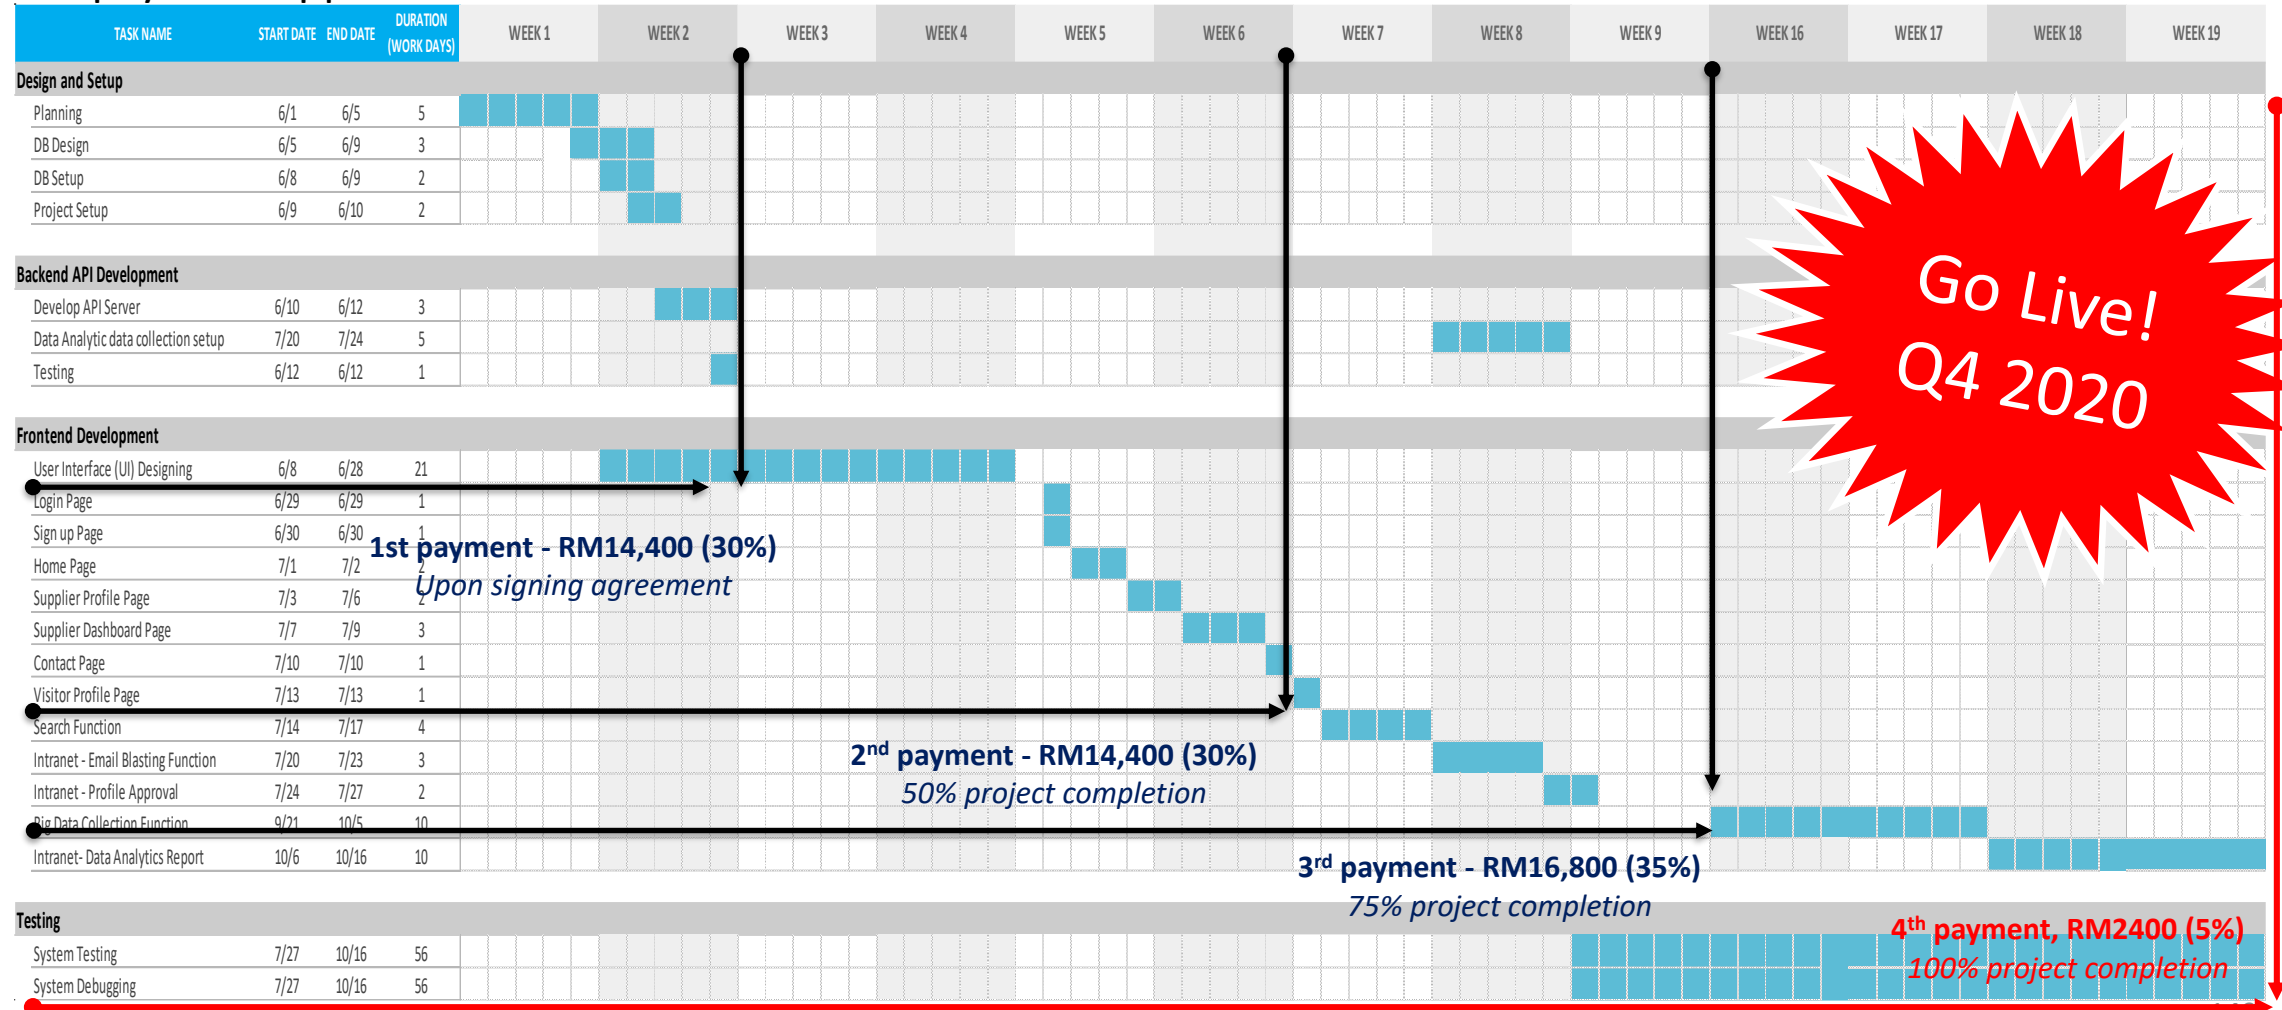 TASK NAME START DATE END DATE DURATION (WORK DAYS) WEEK 1 WEEK 2 WEEK 3 WEEK 4 WEEK 5 WEEK 6 WEEK 7 WEEK 8 WEEK 9 WEEK 16 WEEK 17 WEEK 18 WEEK 19
Design and Setup
Planning 6/1 6/5 5
DB Design 6/5 6/9 3
DB Setup 6/8 6/9 2
Project Setup 6/9 6/10 2
Backend API Development
Develop API Server 6/10 6/12 3
Data Analytic data collection setup 7/20 7/24 5
Testing 6/12 6/12 1
Go Live!
Q4 2020
Frontend Development
User Interface (UI) Designing 6/8 6/28 21
Login Page 6/29 6/29 1
Sign up Page 6/30 6/30 1
1st payment - RM14,400 (30%)
Upon signing agreement
Home Page 7/1 7/2 2
Supplier Profile Page 7/3 7/6 2
Supplier Dashboard Page 7/7 7/9 3
Contact Page 7/10 7/10 1
Visitor Profile Page 7/13 7/13 1
Search Function 7/14 7/17 4
2nd payment - RM14,400 (30%)
50% project completion
Intranet - Email Blasting Function 7/20 7/23 3
Intranet - Profile Approval 7/24 7/27 2
Big Data Collection Function 9/21 10/5 10
Intranet- Data Analytics Report 10/6 10/16 10
3rd payment - RM16,800 (35%)
75% project completion
Testing
4th payment, RM2400 (5%)
100% project completion
System Testing 7/27 10/16 56
System Debugging 7/27 10/16 56